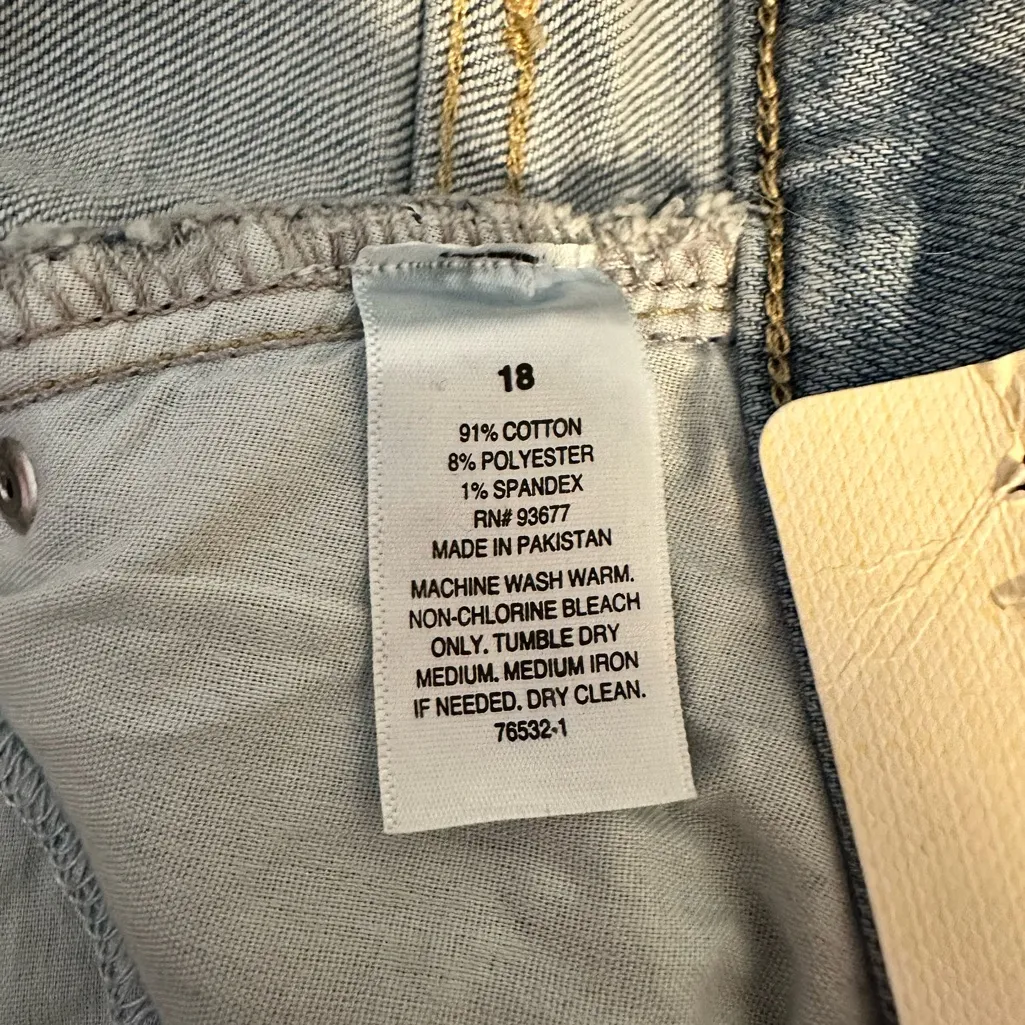 18
91% COTTON
8% POLYESTER
1% SPANDEX
RN# 93677
MADE IN PAKISTAN
MACHINE WASH WARM.
NON-CHLORINE BLEACH
ONLY. TUMBLE DRY
MEDIUM. MEDIUM IRON
IF NEEDED. DRY CLEAN.
76532-1